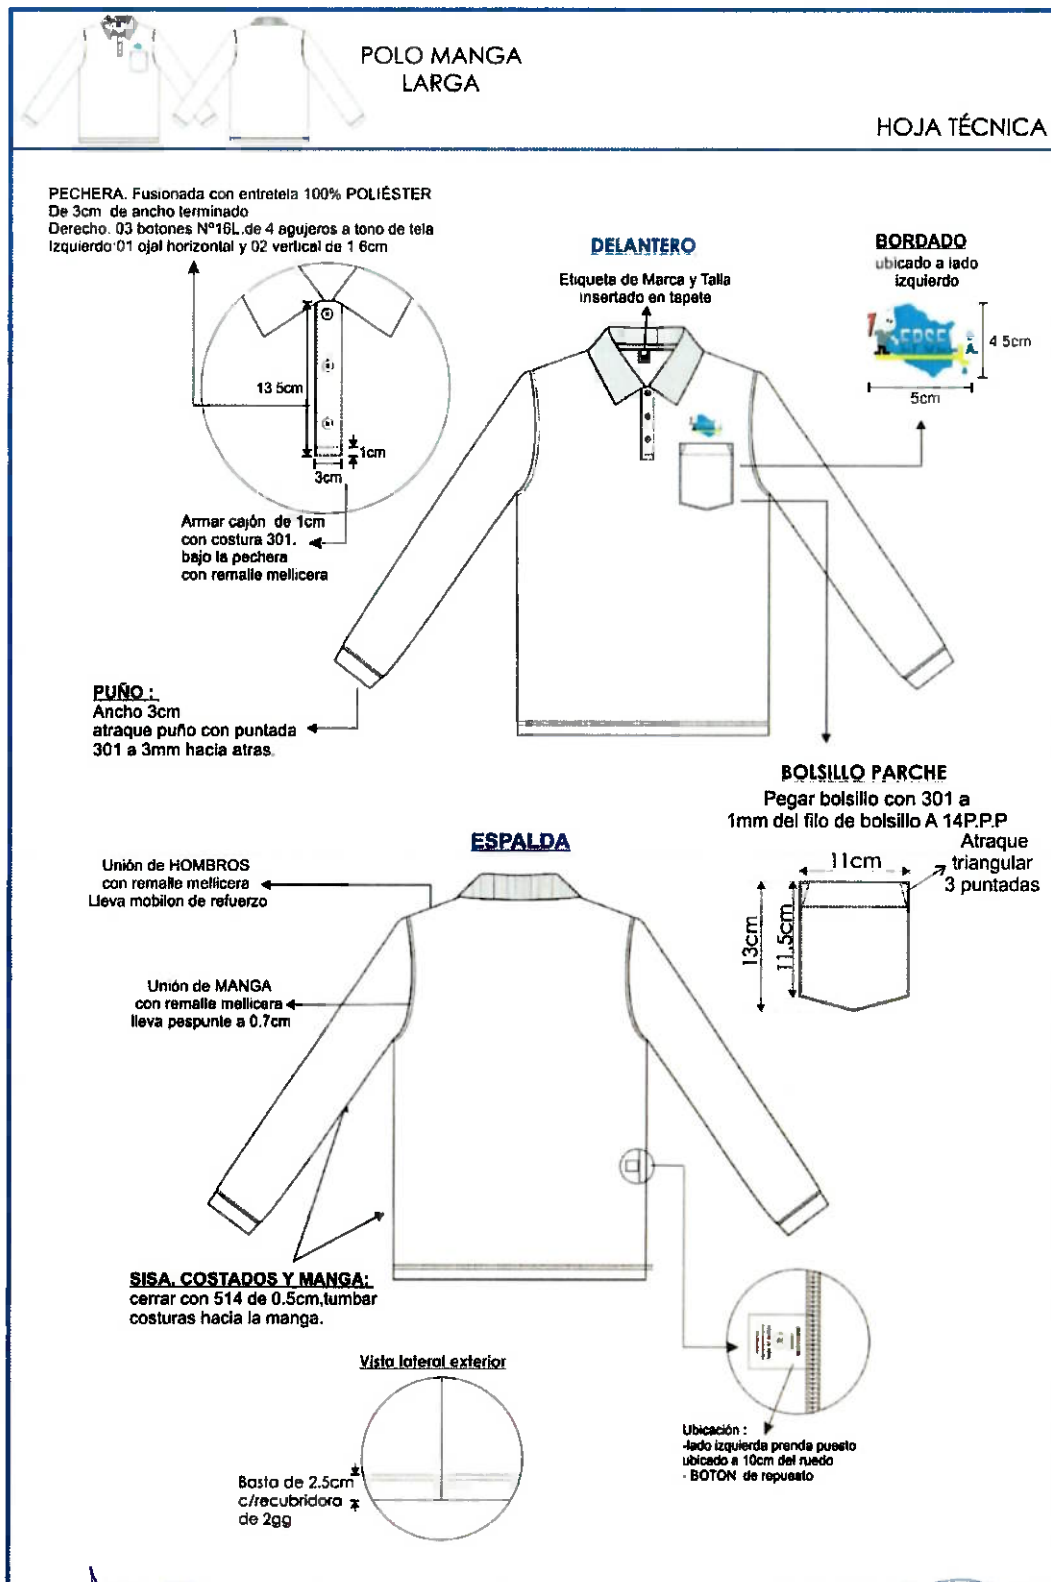 POLO MANGA
LARGA
HOJA TÉCNICA
PECHERA. Fusionada con entretela 100% POLIÉSTER
De 3cm de ancho terminado
Derecho. 03 botones Nº16L.de 4 agujeros a tono de tela
Izquierdo 01 ojal horizontal y 02 vertical de 1 6cm
13 5cm
1cm
3cm
Armar cajón de 1cm
con costura 301.
bajo la pechera
con remalle mellicera
DELANTERO
Etiqueta de Marca y Talla
insertado en tapete
BORDADO
ubicado a lado
izquierdo
4 5cm
5cm
PUÑO :
Ancho 3cm
atraque puño con puntada
301 a 3mm hacia atras.
BOLSILLO PARCHE
Pegar bolsillo con 301 a
1mm del filo de bolsillo A 14P.P.P
Atraque
triangular
3 puntadas
11cm
13cm
11.5cm
ESPALDA
Unión de HOMBROS
con remalle mellicera
Lleva mobilon de refuerzo
Unión de MANGA
con remalle mellicera
lleva pespunte a 0.7cm
SISA, COSTADOS Y MANGA:
cerrar con 514 de 0.5cm,tumbar
costuras hacia la manga.
Vista lateral exterior
Basta de 2.5cm
c/recubridora
de 2gg
Ubicación :
-lado izquierda prenda puesto
ubicado a 10cm del ruedo
- BOTON de repuesto